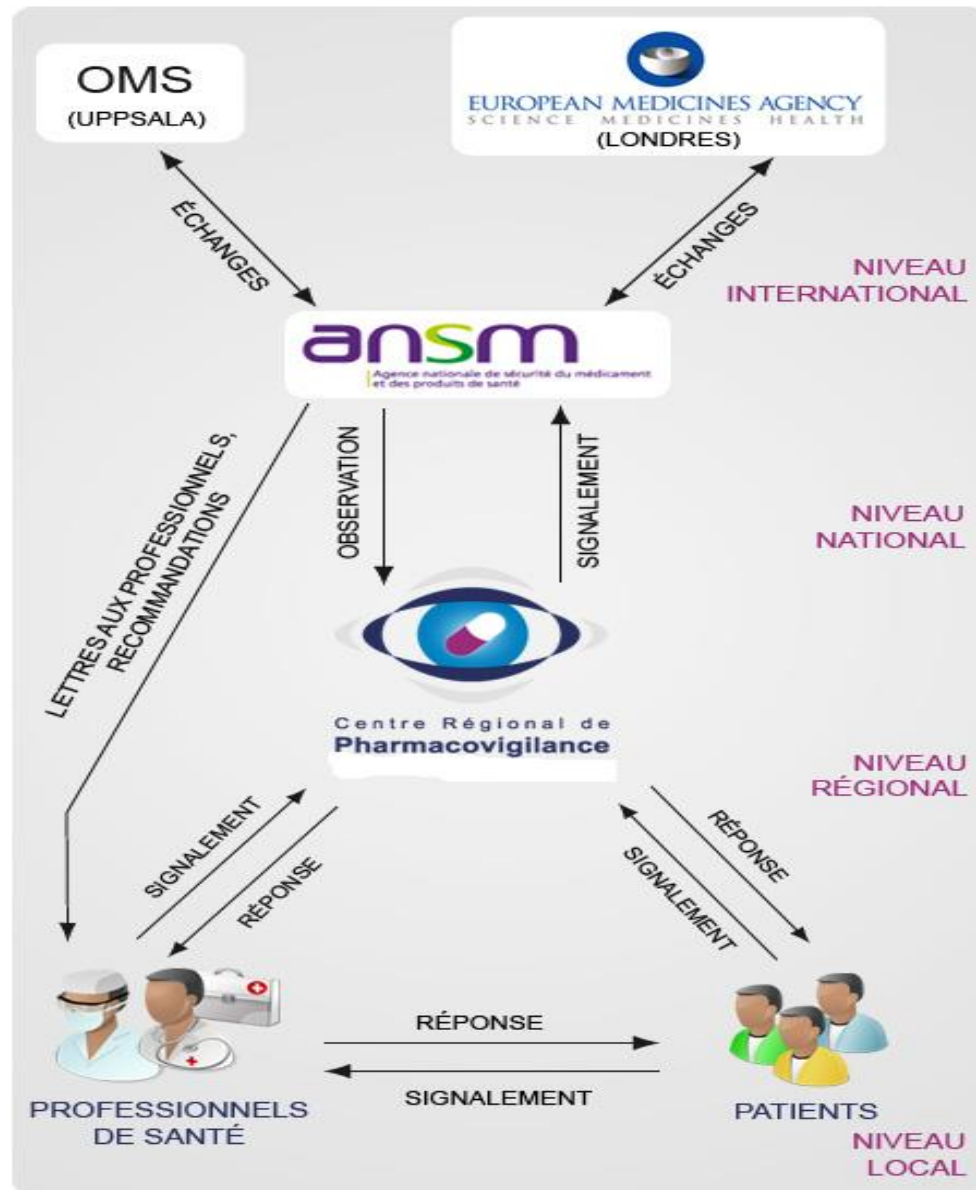 OMS
(UPPSALA)
EUROPEAN MEDICINES AGENCY
SCIENCE MEDICINES HEALTH
(LONDRES)
ÉCHANGES
ÉCHANGES
NIVEAU
INTERNATIONAL
ansm
Agence nationale de sécurité du médicament
et des produits de santé
LETTRES AUX PROFESSIONNELS,
RECOMMANDATIONS
OBSERVATION
SIGNALEMENT
NIVEAU
NATIONAL
Centre Régional de
Pharmacovigilance
NIVEAU
RÉGIONAL
SIGNALEMENT
RÉPONSE
SIGNALEMENT
RÉPONSE
RÉPONSE
SIGNALEMENT
PROFESSIONNELS
DE SANTÉ
PATIENTS
NIVEAU
LOCAL